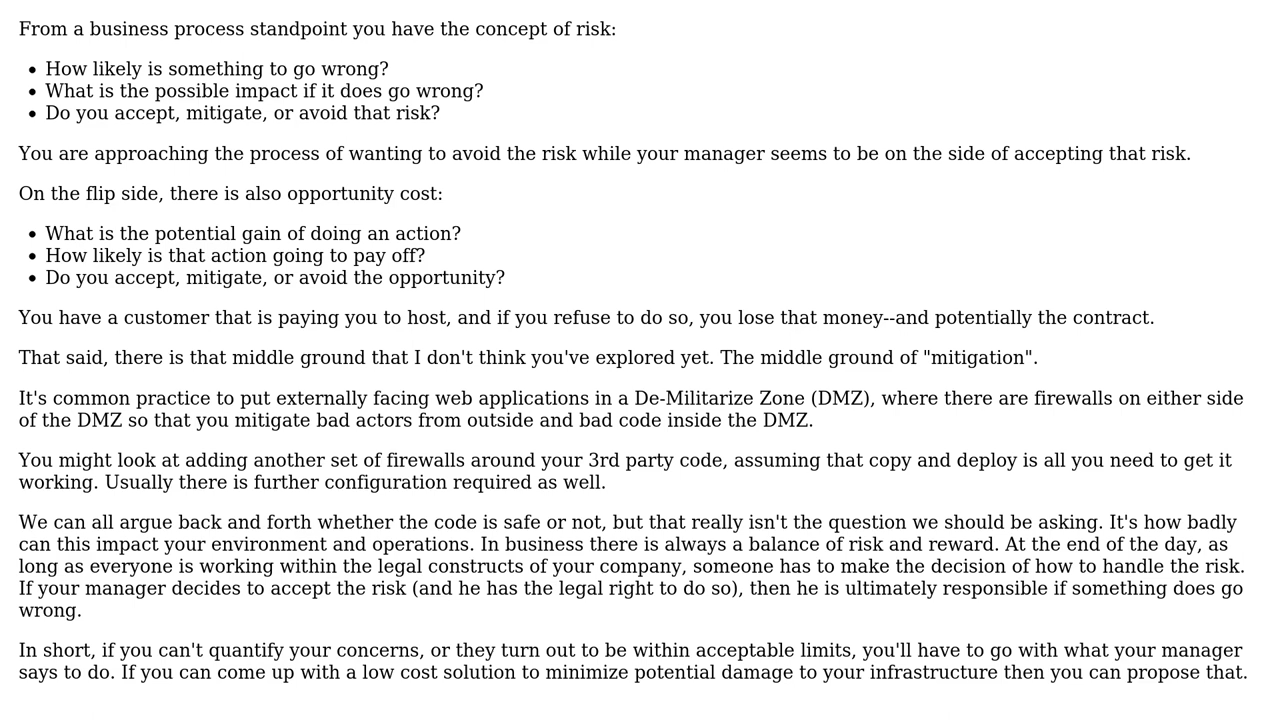 From a business process standpoint you have the concept of risk:
• How likely is something to go wrong?
• What is the possible impact if it does go wrong?
• Do you accept, mitigate, or avoid that risk?
You are approaching the process of wanting to avoid the risk while your manager seems to be on the side of accepting that risk.
On the flip side, there is also opportunity cost:
• What is the potential gain of doing an action?
• How likely is that action going to pay off?
• Do you accept, mitigate, or avoid the opportunity?
You have a customer that is paying you to host, and if you refuse to do so, you lose that money--and potentially the contract.
That said, there is that middle ground that I don't think you've explored yet. The middle ground of "mitigation".
It's common practice to put externally facing web applications in a De-Militarize Zone (DMZ), where there are firewalls on either side
of the DMZ so that you mitigate bad actors from outside and bad code inside the DMZ.
You might look at adding another set of firewalls around your 3rd party code, assuming that copy and deploy is all you need to get it
working. Usually there is further configuration required as well.
We can all argue back and forth whether the code is safe or not, but that really isn't the question we should be asking. It's how badly
can this impact your environment and operations. In business there is always a balance of risk and reward. At the end of the day, as
long as everyone is working within the legal constructs of your company, someone has to make the decision of how to handle the risk.
If your manager decides to accept the risk (and he has the legal right to do so), then he is ultimately responsible if something does go
wrong.
In short, if you can't quantify your concerns, or they turn out to be within acceptable limits, you'll have to go with what your manager
says to do. If you can come up with a low cost solution to minimize potential damage to your infrastructure then you can propose that.